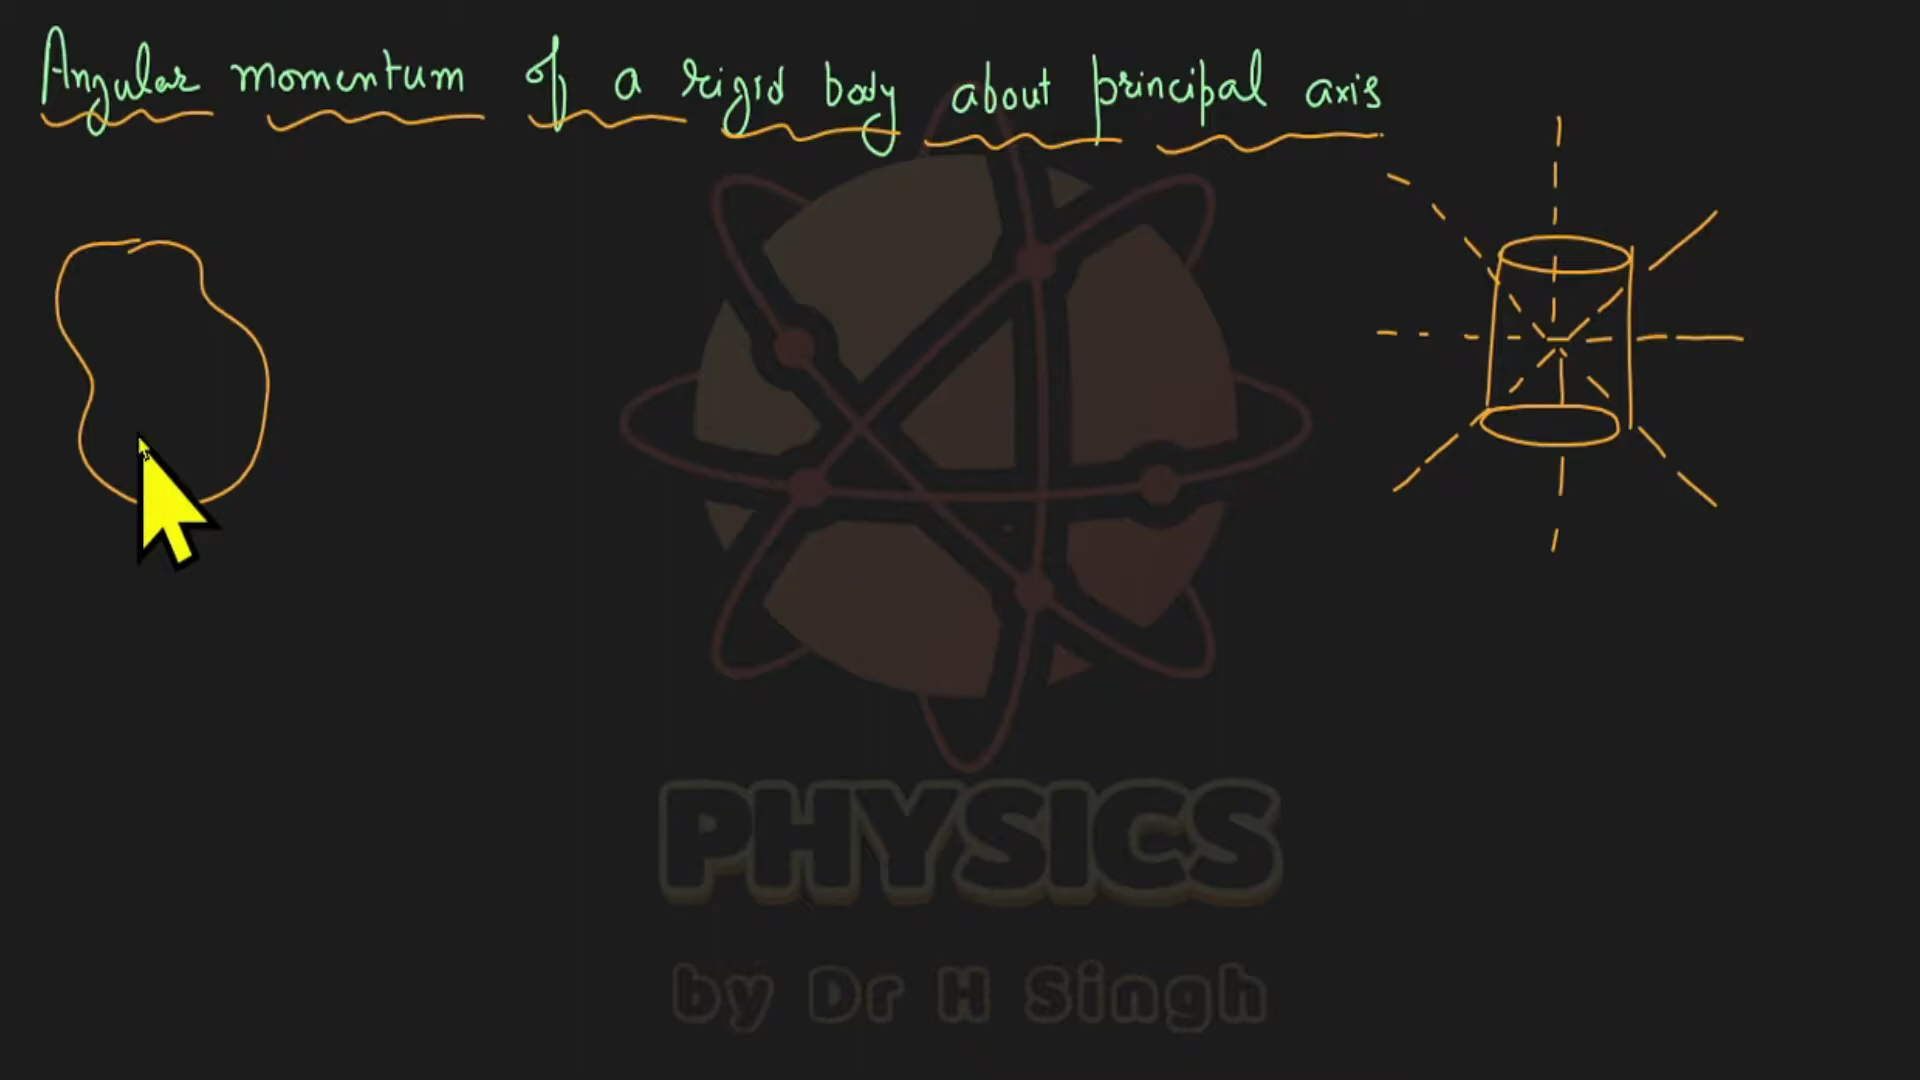 Angular momentum of a rigid body about principal axis
PHYSICS
by Dr H Singh